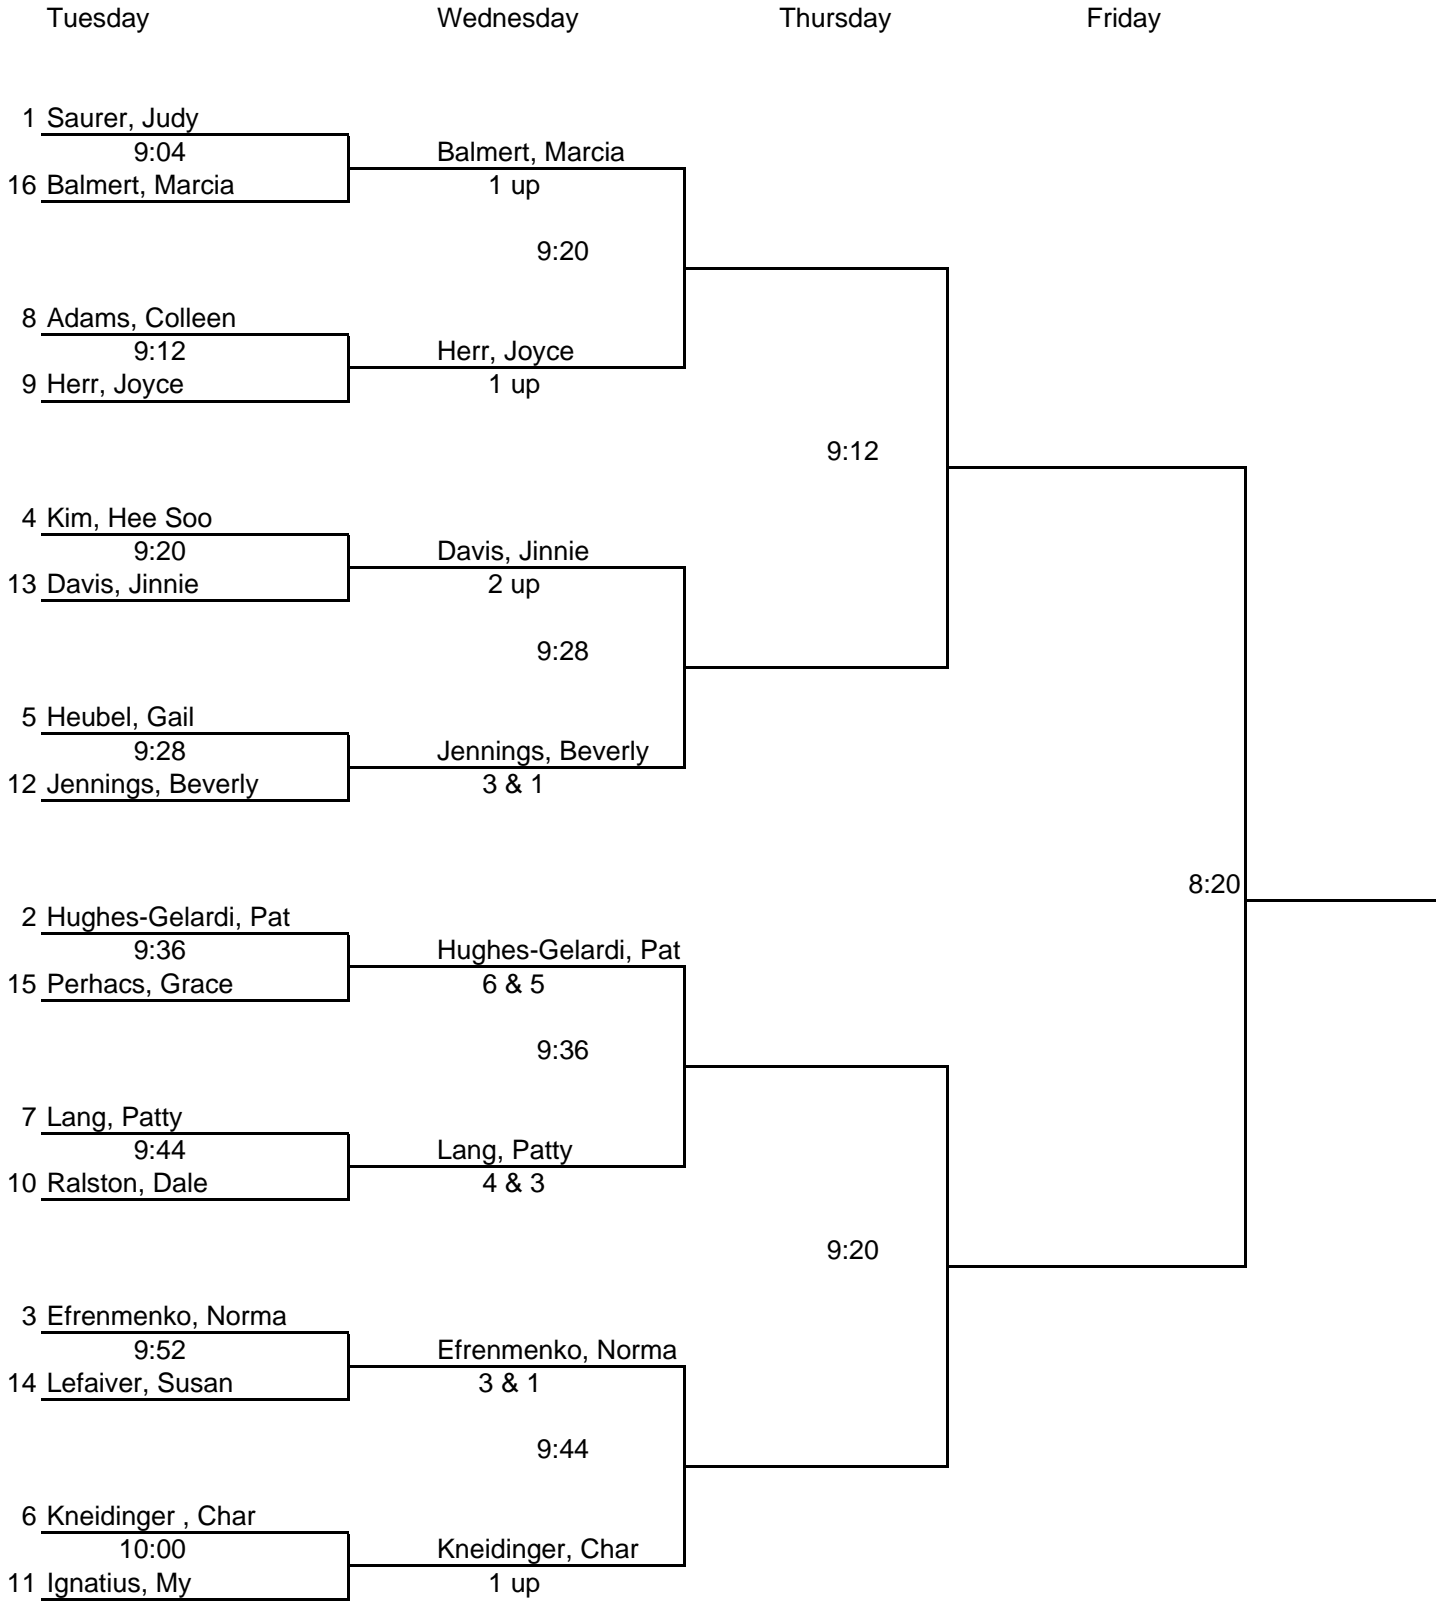 Tuesday Wednesday Thursday Friday
1 Saurer, Judy
9:04 Balmert, Marcia
16 Balmert, Marcia 1 up
9:20
8 Adams, Colleen
9:12 Herr, Joyce
9 Herr, Joyce 1 up
9:12
4 Kim, Hee Soo
9:20 Davis, Jinnie
13 Davis, Jinnie 2 up
9:28
5 Heubel, Gail
9:28 Jennings, Beverly
12 Jennings, Beverly 3 & 1
8:20
2 Hughes-Gelardi, Pat
9:36 Hughes-Gelardi, Pat
15 Perhacs, Grace 6 & 5
9:36
7 Lang, Patty
9:44 Lang, Patty
10 Ralston, Dale 4 & 3
9:20
3 Efrenmenko, Norma
9:52 Efrenmenko, Norma
14 Lefaiver, Susan 3 & 1
9:44
6 Kneidinger , Char
10:00 Kneidinger, Char
11 Ignatius, My 1 up